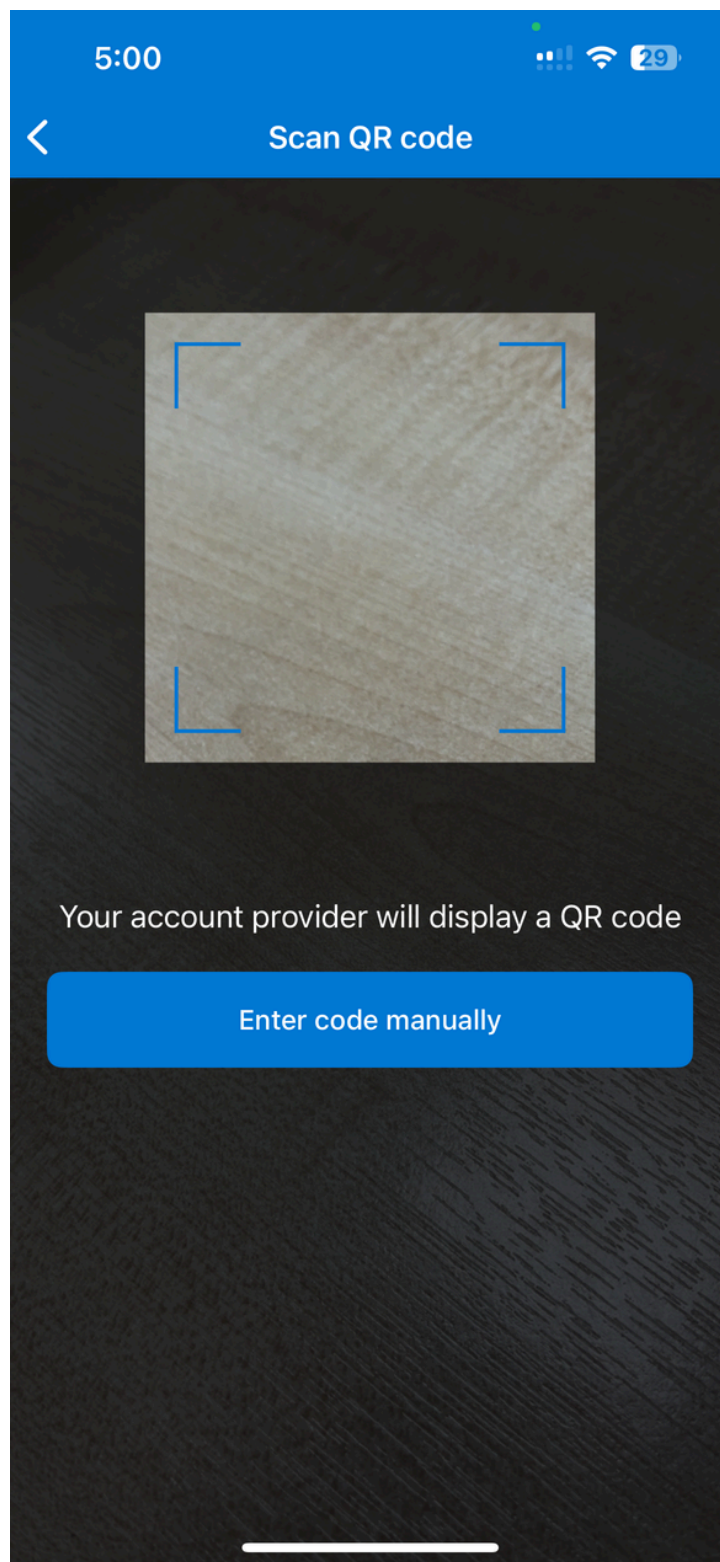 5:00
29
Scan QR code
Your account provider will display a QR code
Enter code manually